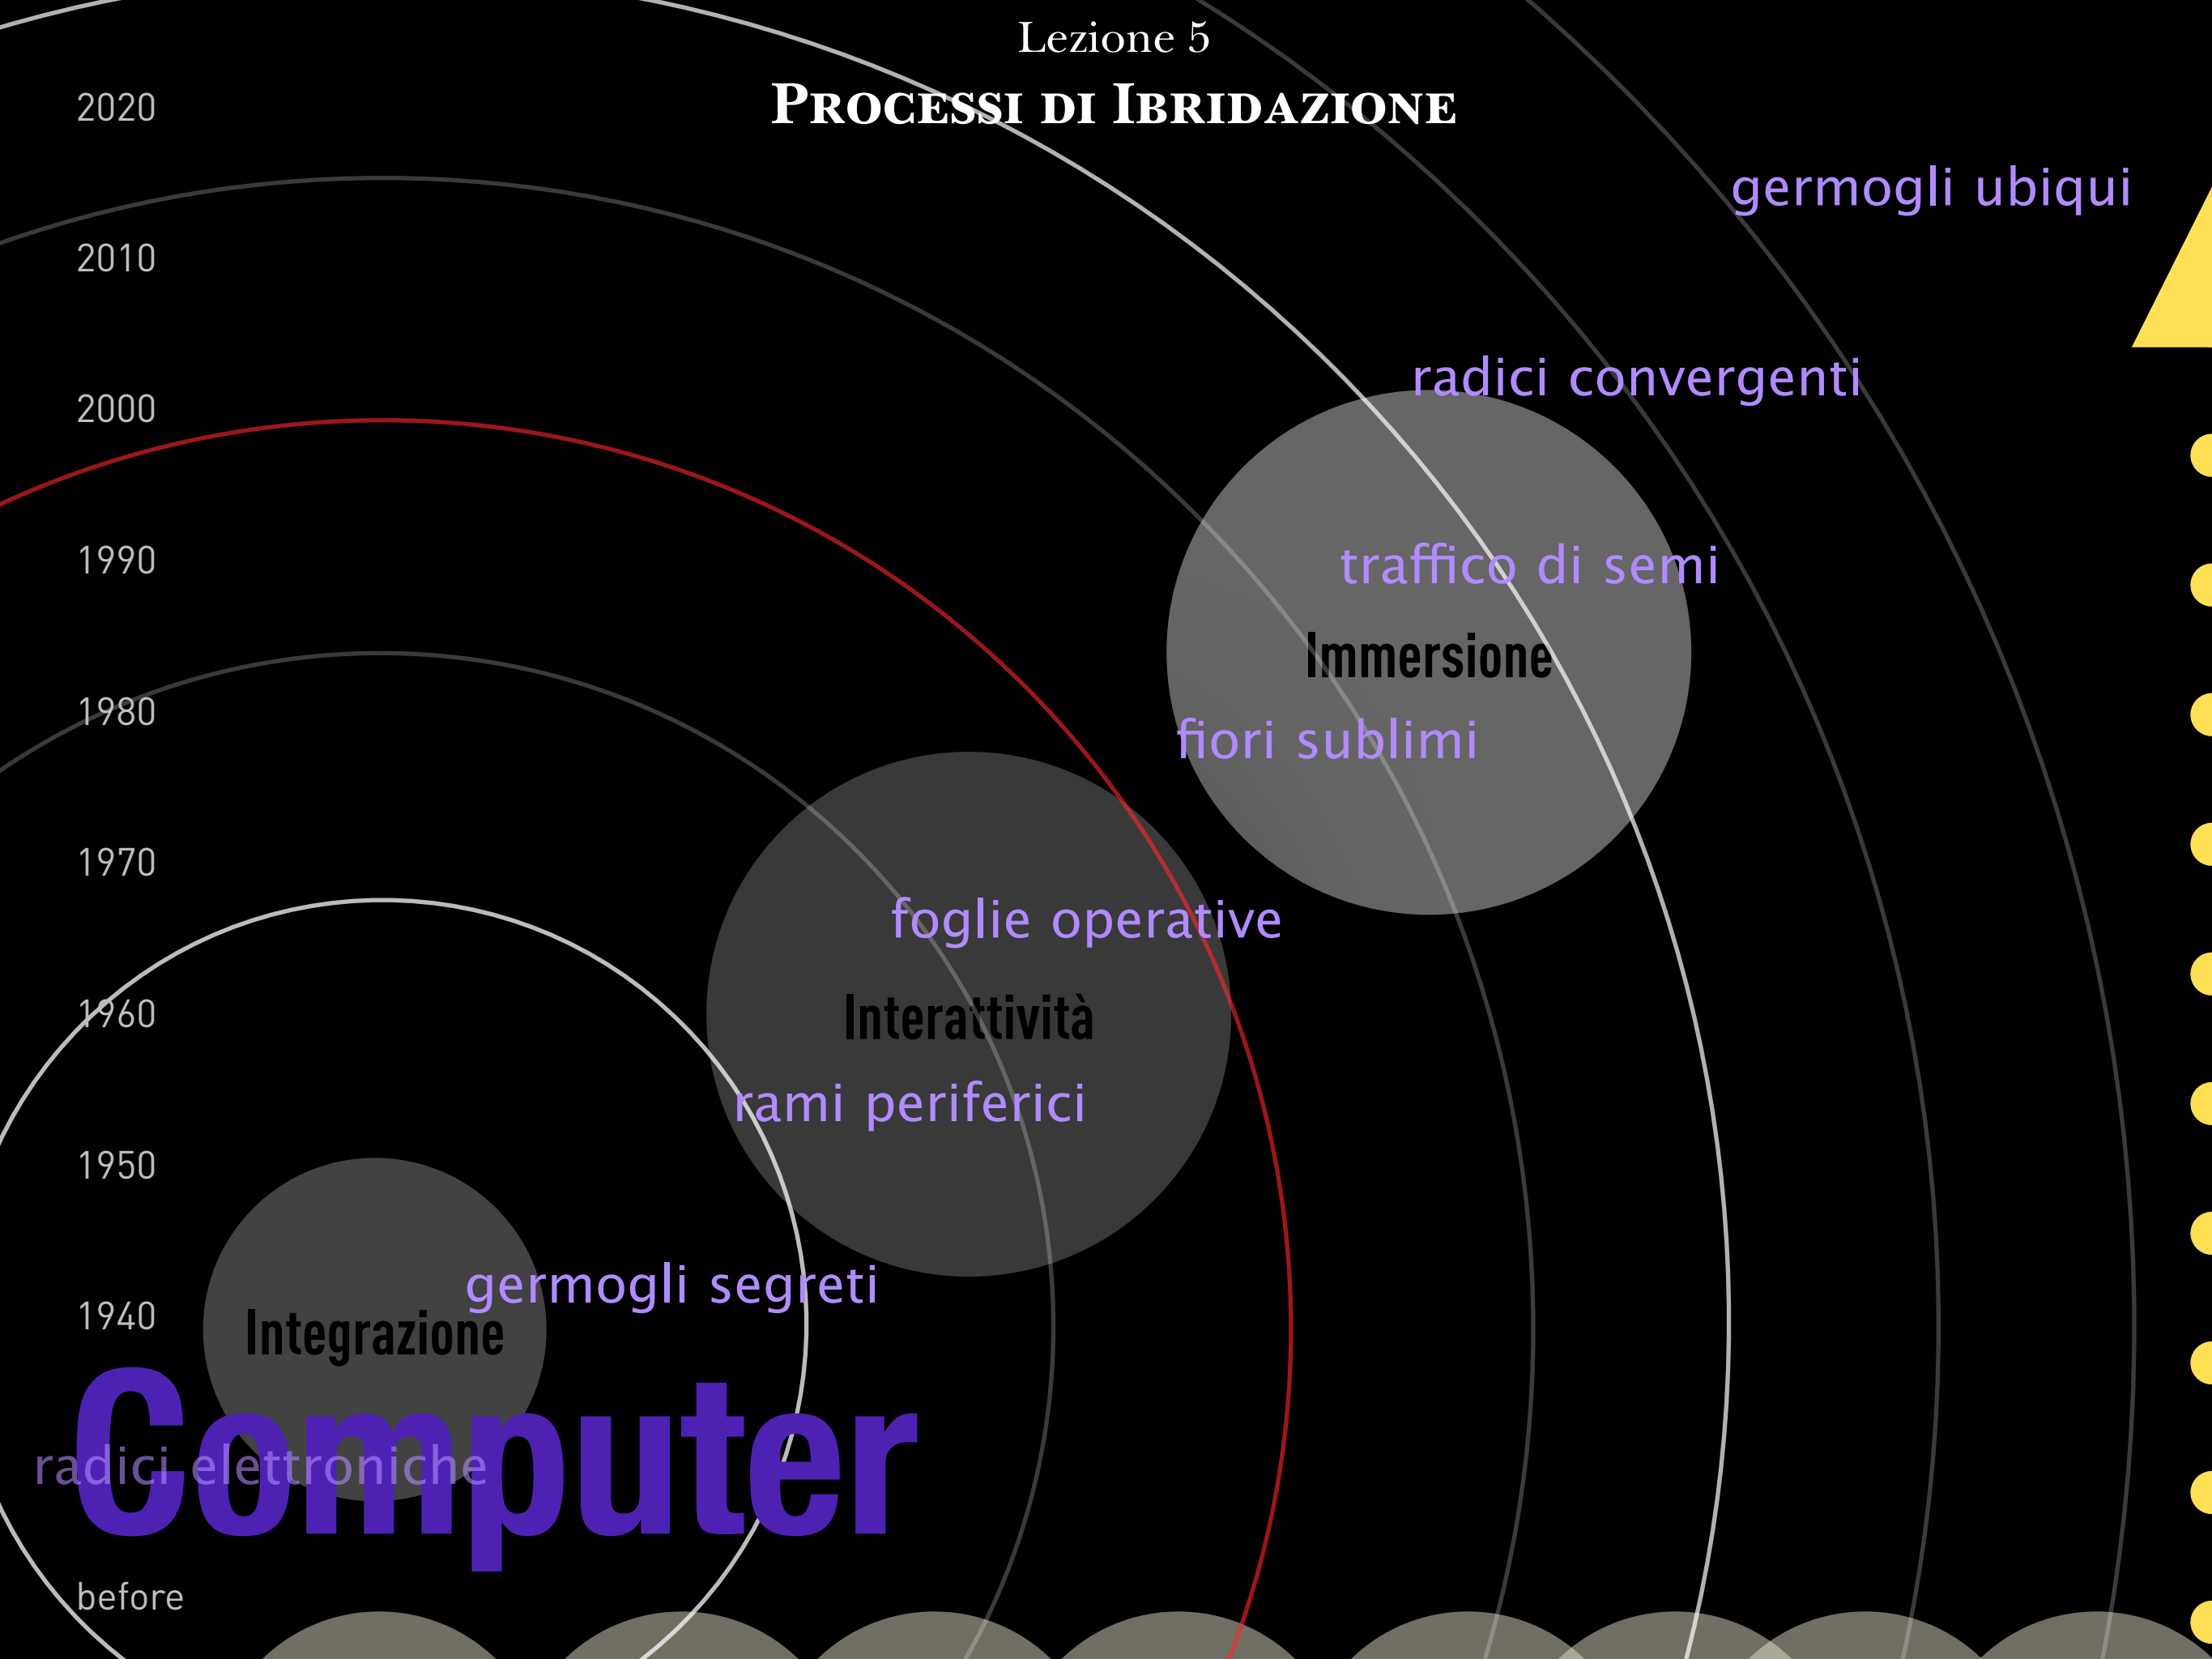 Lezione 5
Processi di Ibridazione
2020
germogli ubiqui
2010
radici convergenti
2000
traffico di semi
1990
Immersione
1980
fiori sublimi
1970
foglie operative
1960
Interattività
rami periferici
1950
germogli segreti
1940
Integrazione
Computer
radici elettroniche
before